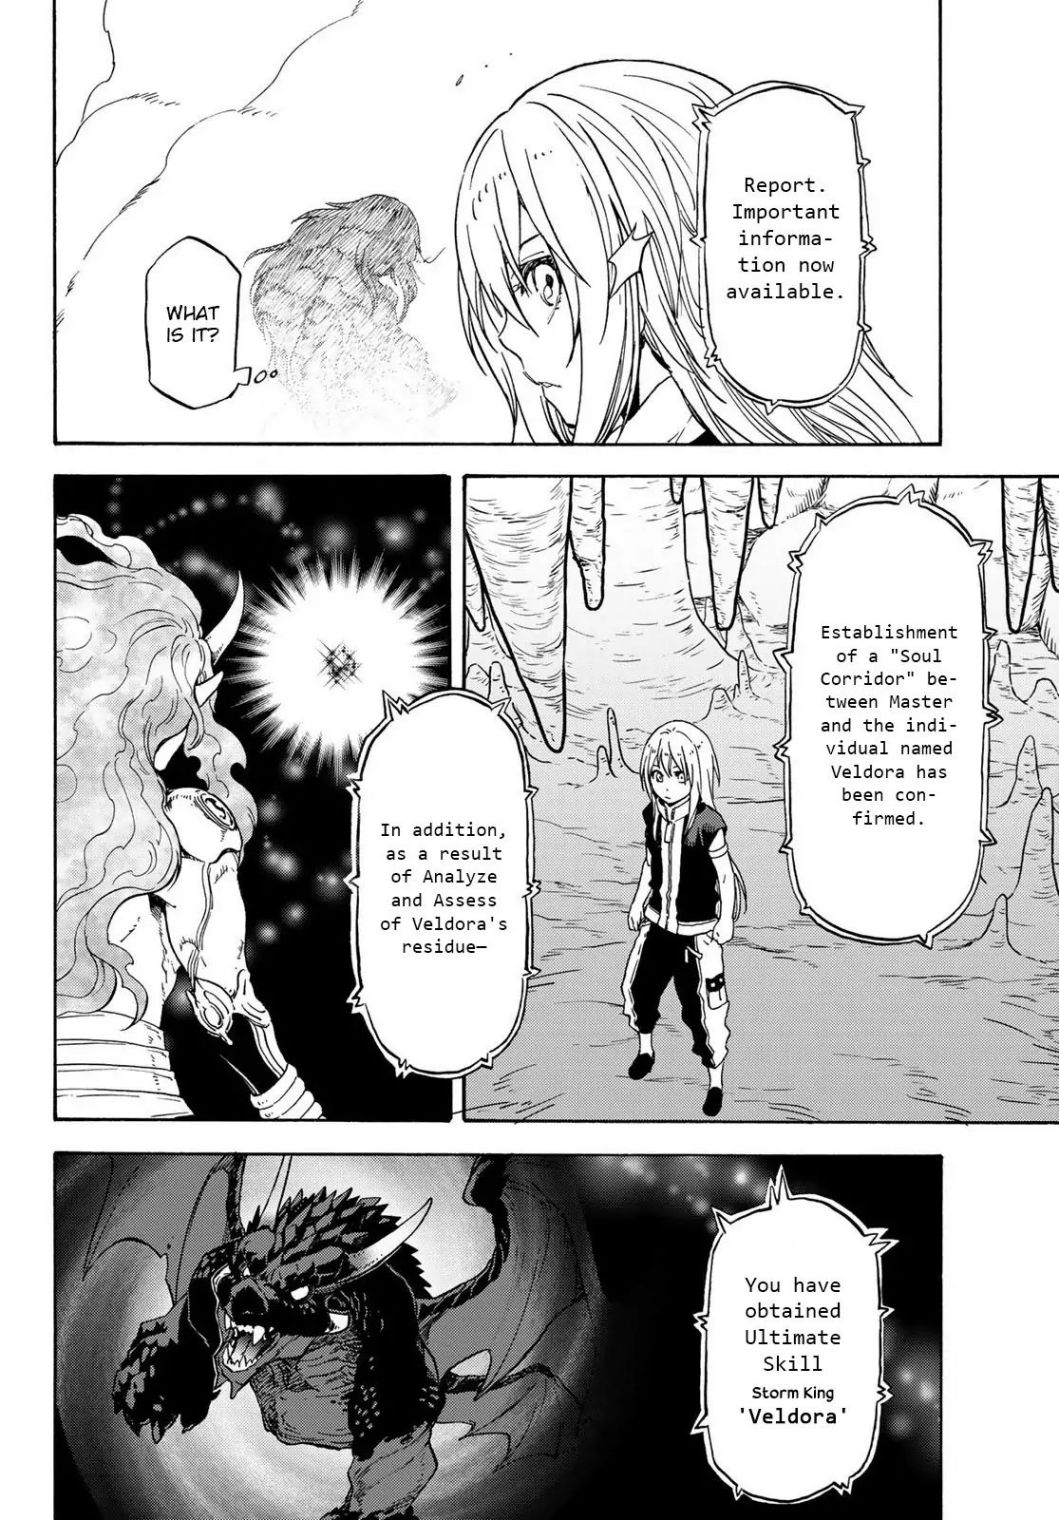 Report.
Important
informa-
tion now
available.
WHAT
IS IT?
Establishment
of a "Soul
Corridor" be-
tween Master
and the indi-
vidual named
Veldora has
been con-
firmed.
In addition,
as a result
of Analyze
and Assess
of Veldora's
residue—
You have
obtained
Ultimate
Skill
Storm King
'Veldora'